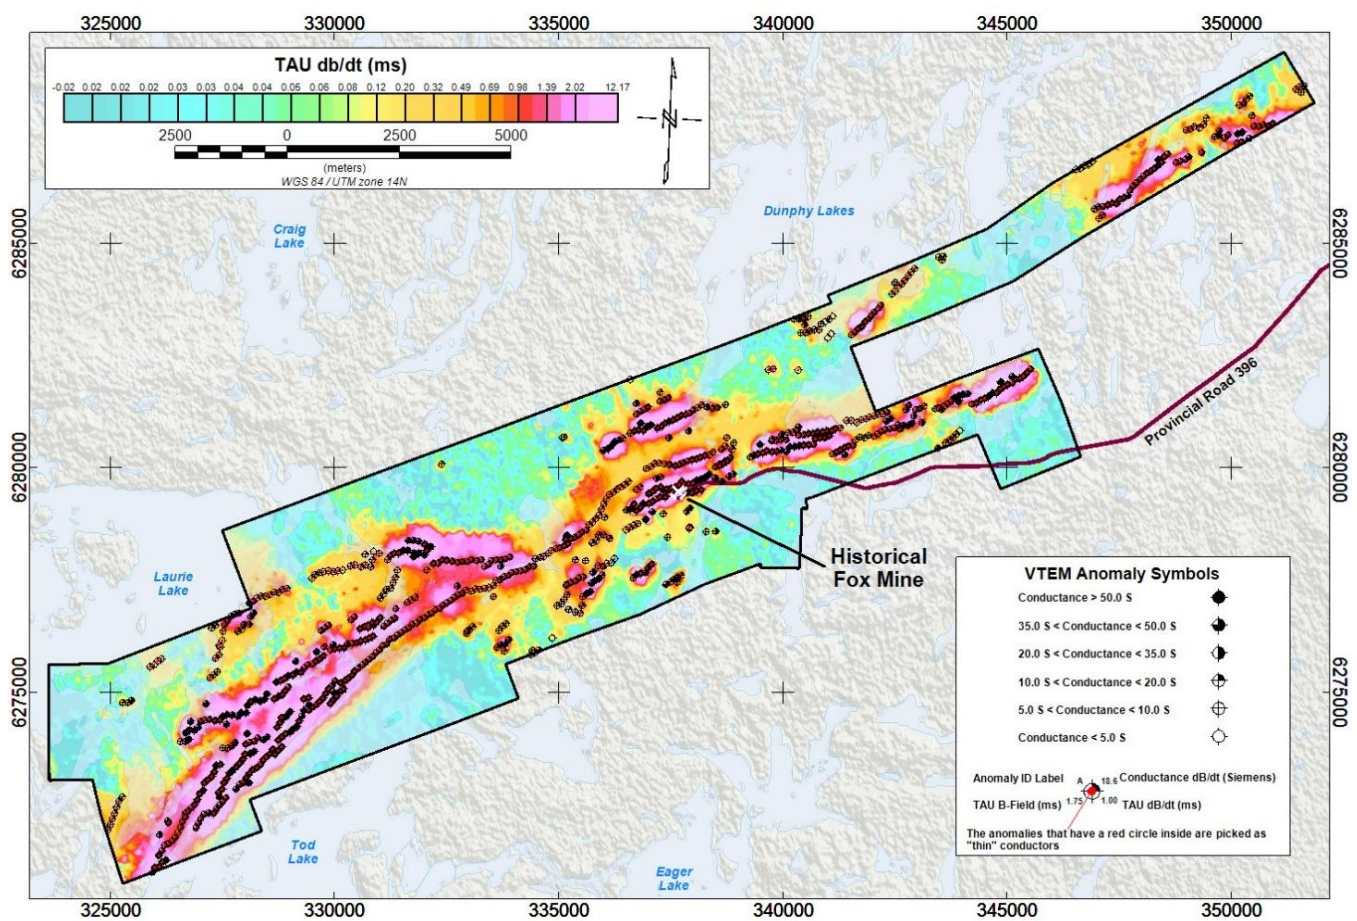 325000 330000 335000 340000 345000 350000
TAU db/dt (ms)
-0.02 0.02 0.02 0.02 0.03 0.03 0.04 0.05 0.06 0.08 0.12 0.20 0.32 0.49 0.69 0.98 1.39 2.02 12.17
2500 0 2500 5000
(meters)
WGS 84 / UTM zone 14N
N
Craig
Lake
Dunphy Lakes
6285000 6285000
Provincial Road 396
6280000 6280000
Historical
Fox Mine
Laurie
Lake
6275000 6275000
VTEM Anomaly Symbols
Conductance > 50.0 S
35.0 S < Conductance < 50.0 S
20.0 S < Conductance < 35.0 S
10.0 S < Conductance < 20.0 S
5.0 S < Conductance < 10.0 S
Conductance < 5.0 S
Anomaly ID Label A 18.6 Conductance dB/dt (Siemens)
TAU B-Field (ms) 1.75 1.00 TAU dB/dt (ms)
The anomalies that have a red circle inside are picked as
"thin" conductors
Tod
Lake
Eager
Lake
325000 330000 335000 340000 345000 350000